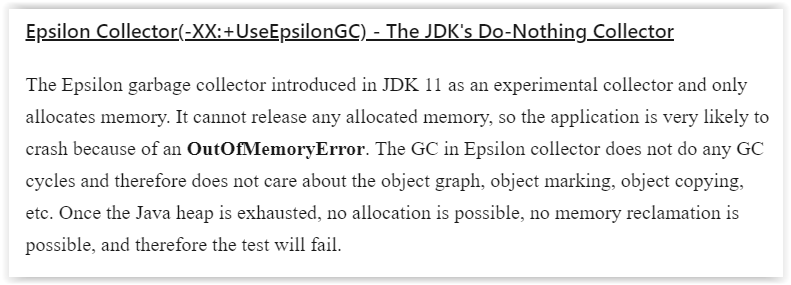 Epsilon Collector(-XX:+UseEpsilonGC) - The JDK's Do-Nothing Collector
The Epsilon garbage collector introduced in JDK 11 as an experimental collector and only
allocates memory. It cannot release any allocated memory, so the application is very likely to
crash because of an OutOfMemoryError. The GC in Epsilon collector does not do any GC
cycles and therefore does not care about the object graph, object marking, object copying,
etc. Once the Java heap is exhausted, no allocation is possible, no memory reclamation is
possible, and therefore the test will fail.